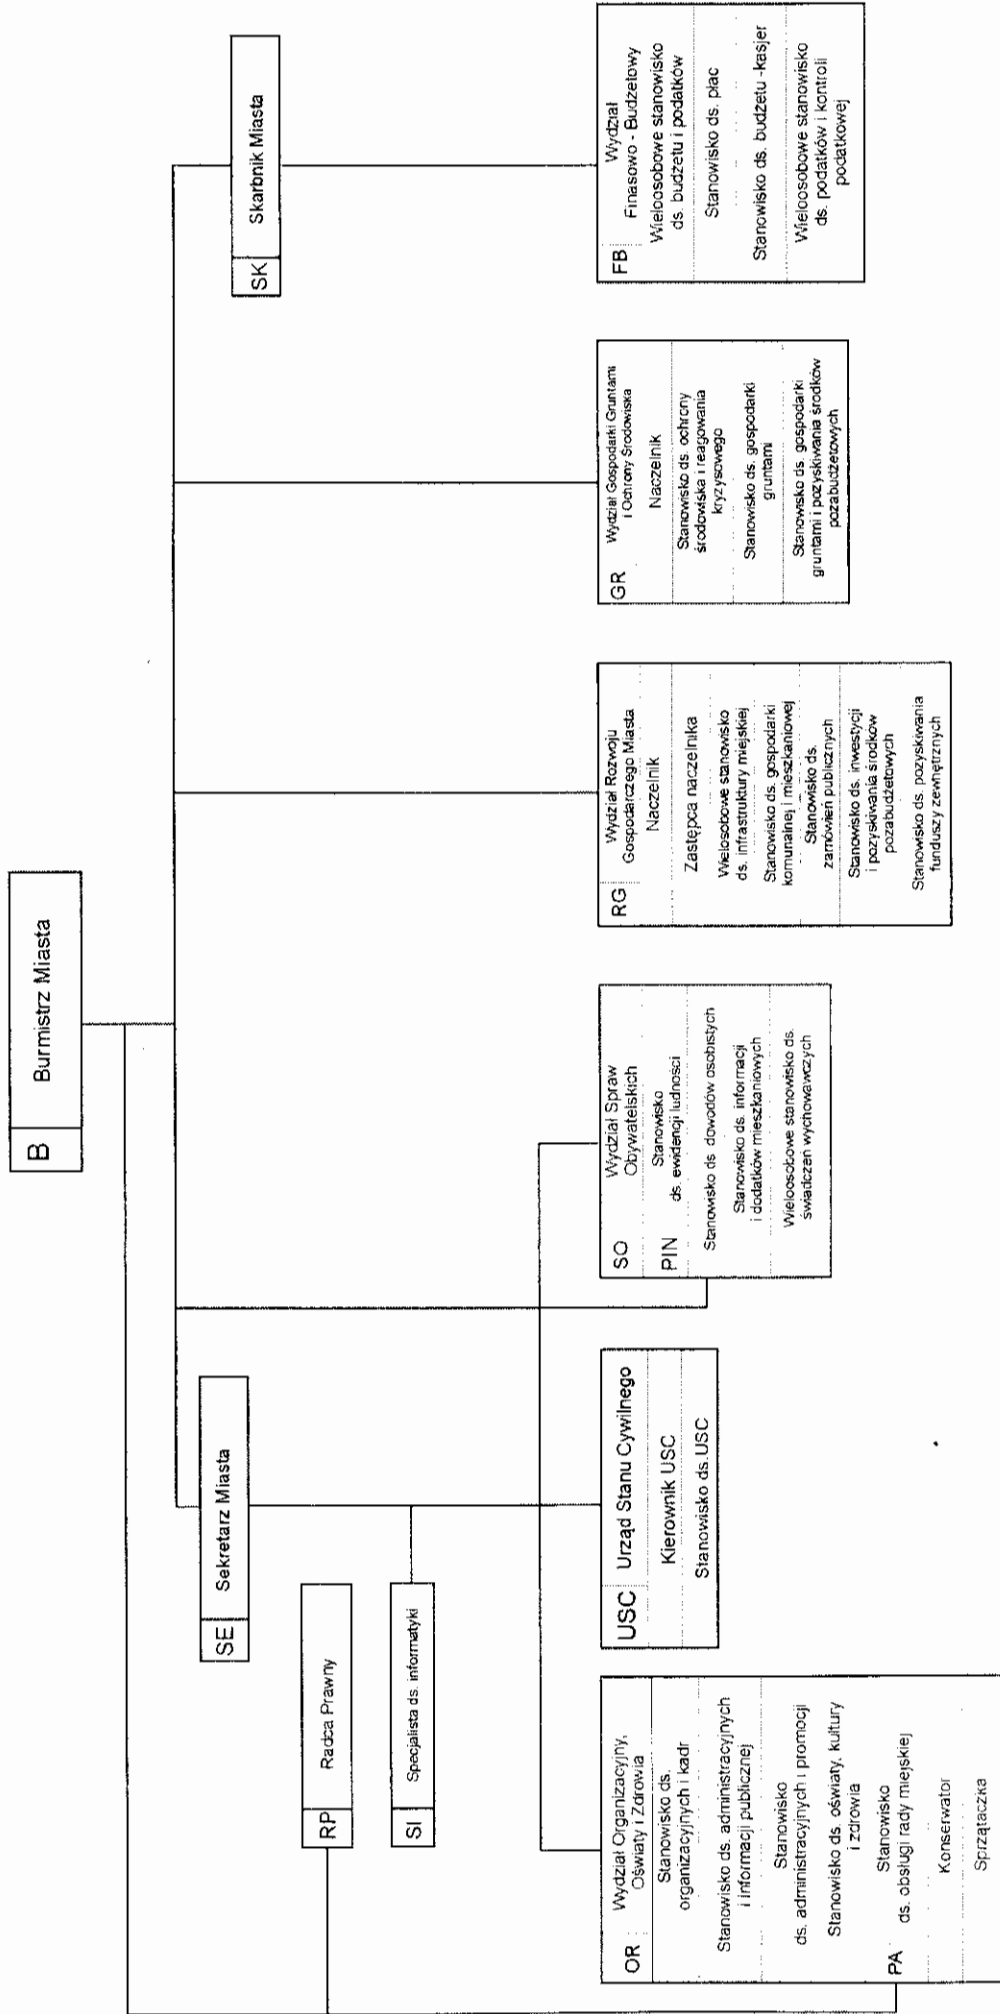 B Burmistrz Miasta
SE Sekretarz Miasta
SK Skarbnik Miasta
RP Radca Prawny
SI Specjalista ds. informatyki
OR Wydział Organizacyjny,
Oświaty i Zdrowia
Stanowisko ds.
organizacyjnych i kadr
Stanowisko ds. administracyjnych
i informacji publicznej
Stanowisko
ds. administracyjnych i promocji
Stanowisko ds. oświaty, kultury
i zdrowia
Stanowisko
PA ds. obsługi rady miejskiej
Konserwator
Sprzątaczka
USC Urząd Stanu Cywilnego
Kierownik USC
Stanowisko ds.USC
SO Wydział Spraw
Obywatelskich
Stanowisko
PIN ds. ewidencji ludności
Stanowisko ds. dowodów osobistych
Stanowisko ds. informacji
i dodatków mieszkaniowych
Wieloosobowe stanowisko ds.
świadczeń wychowawczych
RG Wydział Rozwoju
Gospodarczego Miasta
Naczelnik
Zastępca naczelnika
Wielosobowe stanowisko
ds. infrastruktury miejskiej
Stanowisko ds. gospodarki
komunalnej i mieszkaniowej
Stanowisko ds.
zamówień publicznych
Stanowisko ds. inwestycji
i pozyskiwania środków
pozabudżetowych
Stanowisko ds. pozyskiwania
funduszy zewnętrznych
GR Wydział Gospodarki Gruntami
i Ochrony Środowiska
Naczelnik
Stanowisko ds. ochrony
środowiska i reagowania
kryzysowego
Stanowisko ds. gospodarki
gruntami
Stanowisko ds. gospodarki
gruntami i pozyskiwania środków
pozabudżetowych
FB Wydział
Finasowo - Budżetowy
Wieloosobowe stanowisko
ds. budżetu i podatków
Stanowisko ds. płac
Stanowisko ds. budżetu -kasjer
Wieloosobowe stanowisko
ds. podatków i kontroli
podatkowej